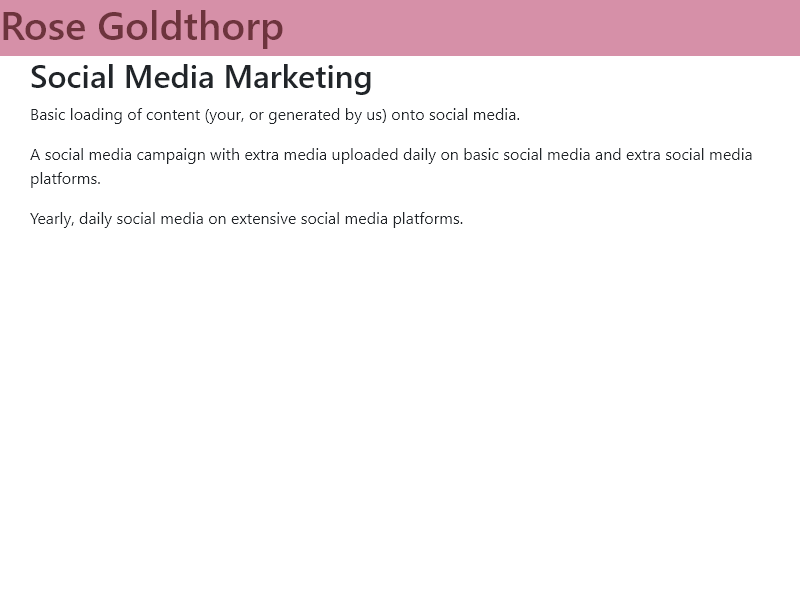 Rose Goldthorp
Social Media Marketing
Basic loading of content (your, or generated by us) onto social media.
A social media campaign with extra media uploaded daily on basic social media and extra social media
platforms.
Yearly, daily social media on extensive social media platforms.